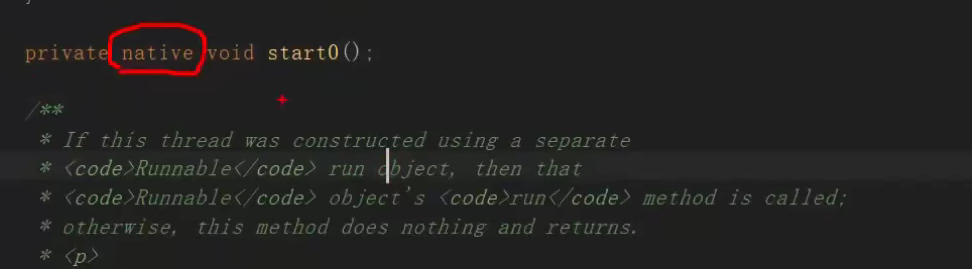 private native void start0();
/**
* If this thread was constructed using a separate
* <code>Runnable</code> run object, then that
* <code>Runnable</code> object's <code>run</code> method is called;
* otherwise, this method does nothing and returns.
* <p>